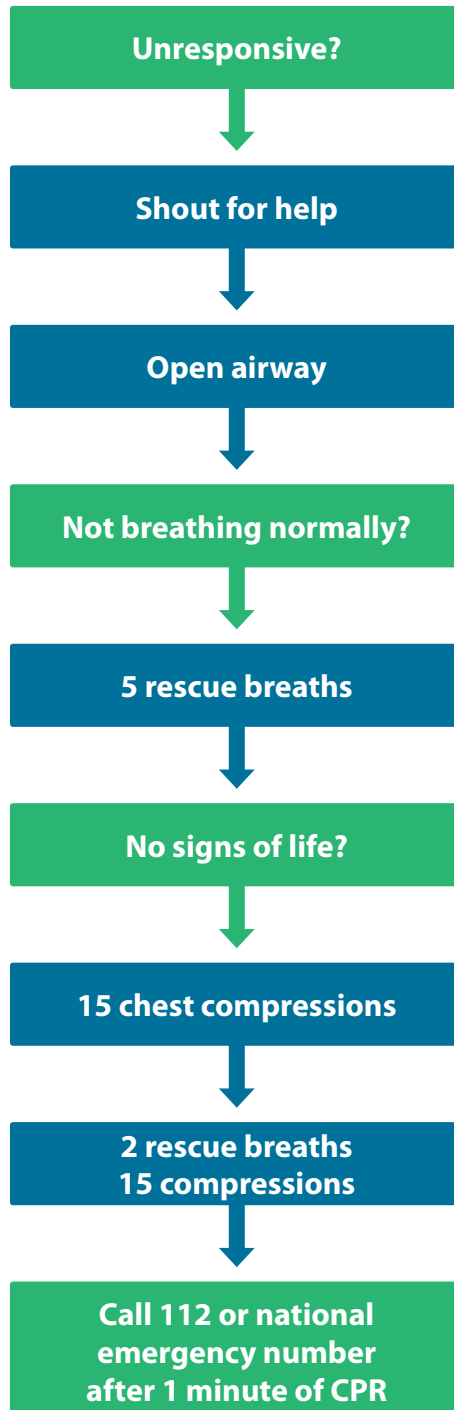 Unresponsive?
Shout for help
Open airway
Not breathing normally?
5 rescue breaths
No signs of life?
15 chest compressions
2 rescue breaths
15 compressions
Call 112 or national
emergency number
after 1 minute of CPR